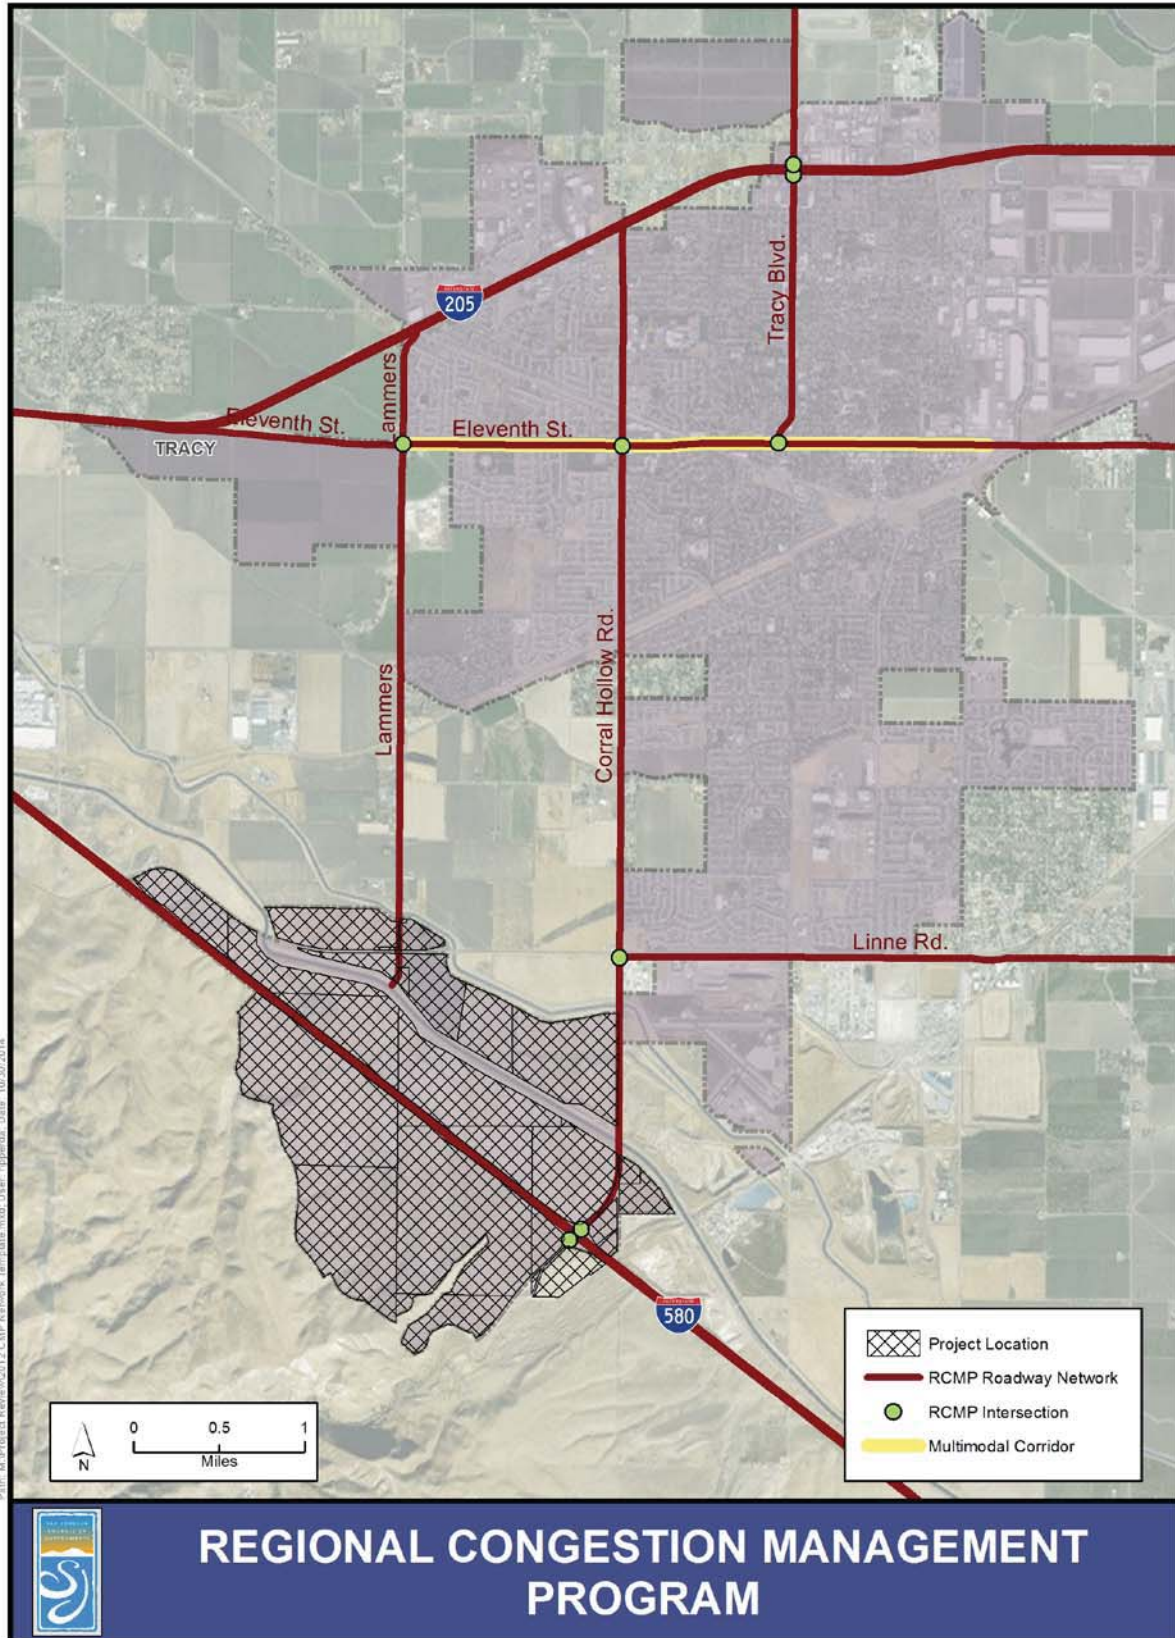 205
Tracy Blvd.
ammers
Eleventh St.
Eleventh St.
TRACY
Lammers
Corral Hollow Rd.
Linne Rd.
580
Project Location
RCMP Roadway Network
RCMP Intersection
Multimodal Corridor
0 0.5 1
Miles
N
REGIONAL CONGESTION MANAGEMENT
PROGRAM